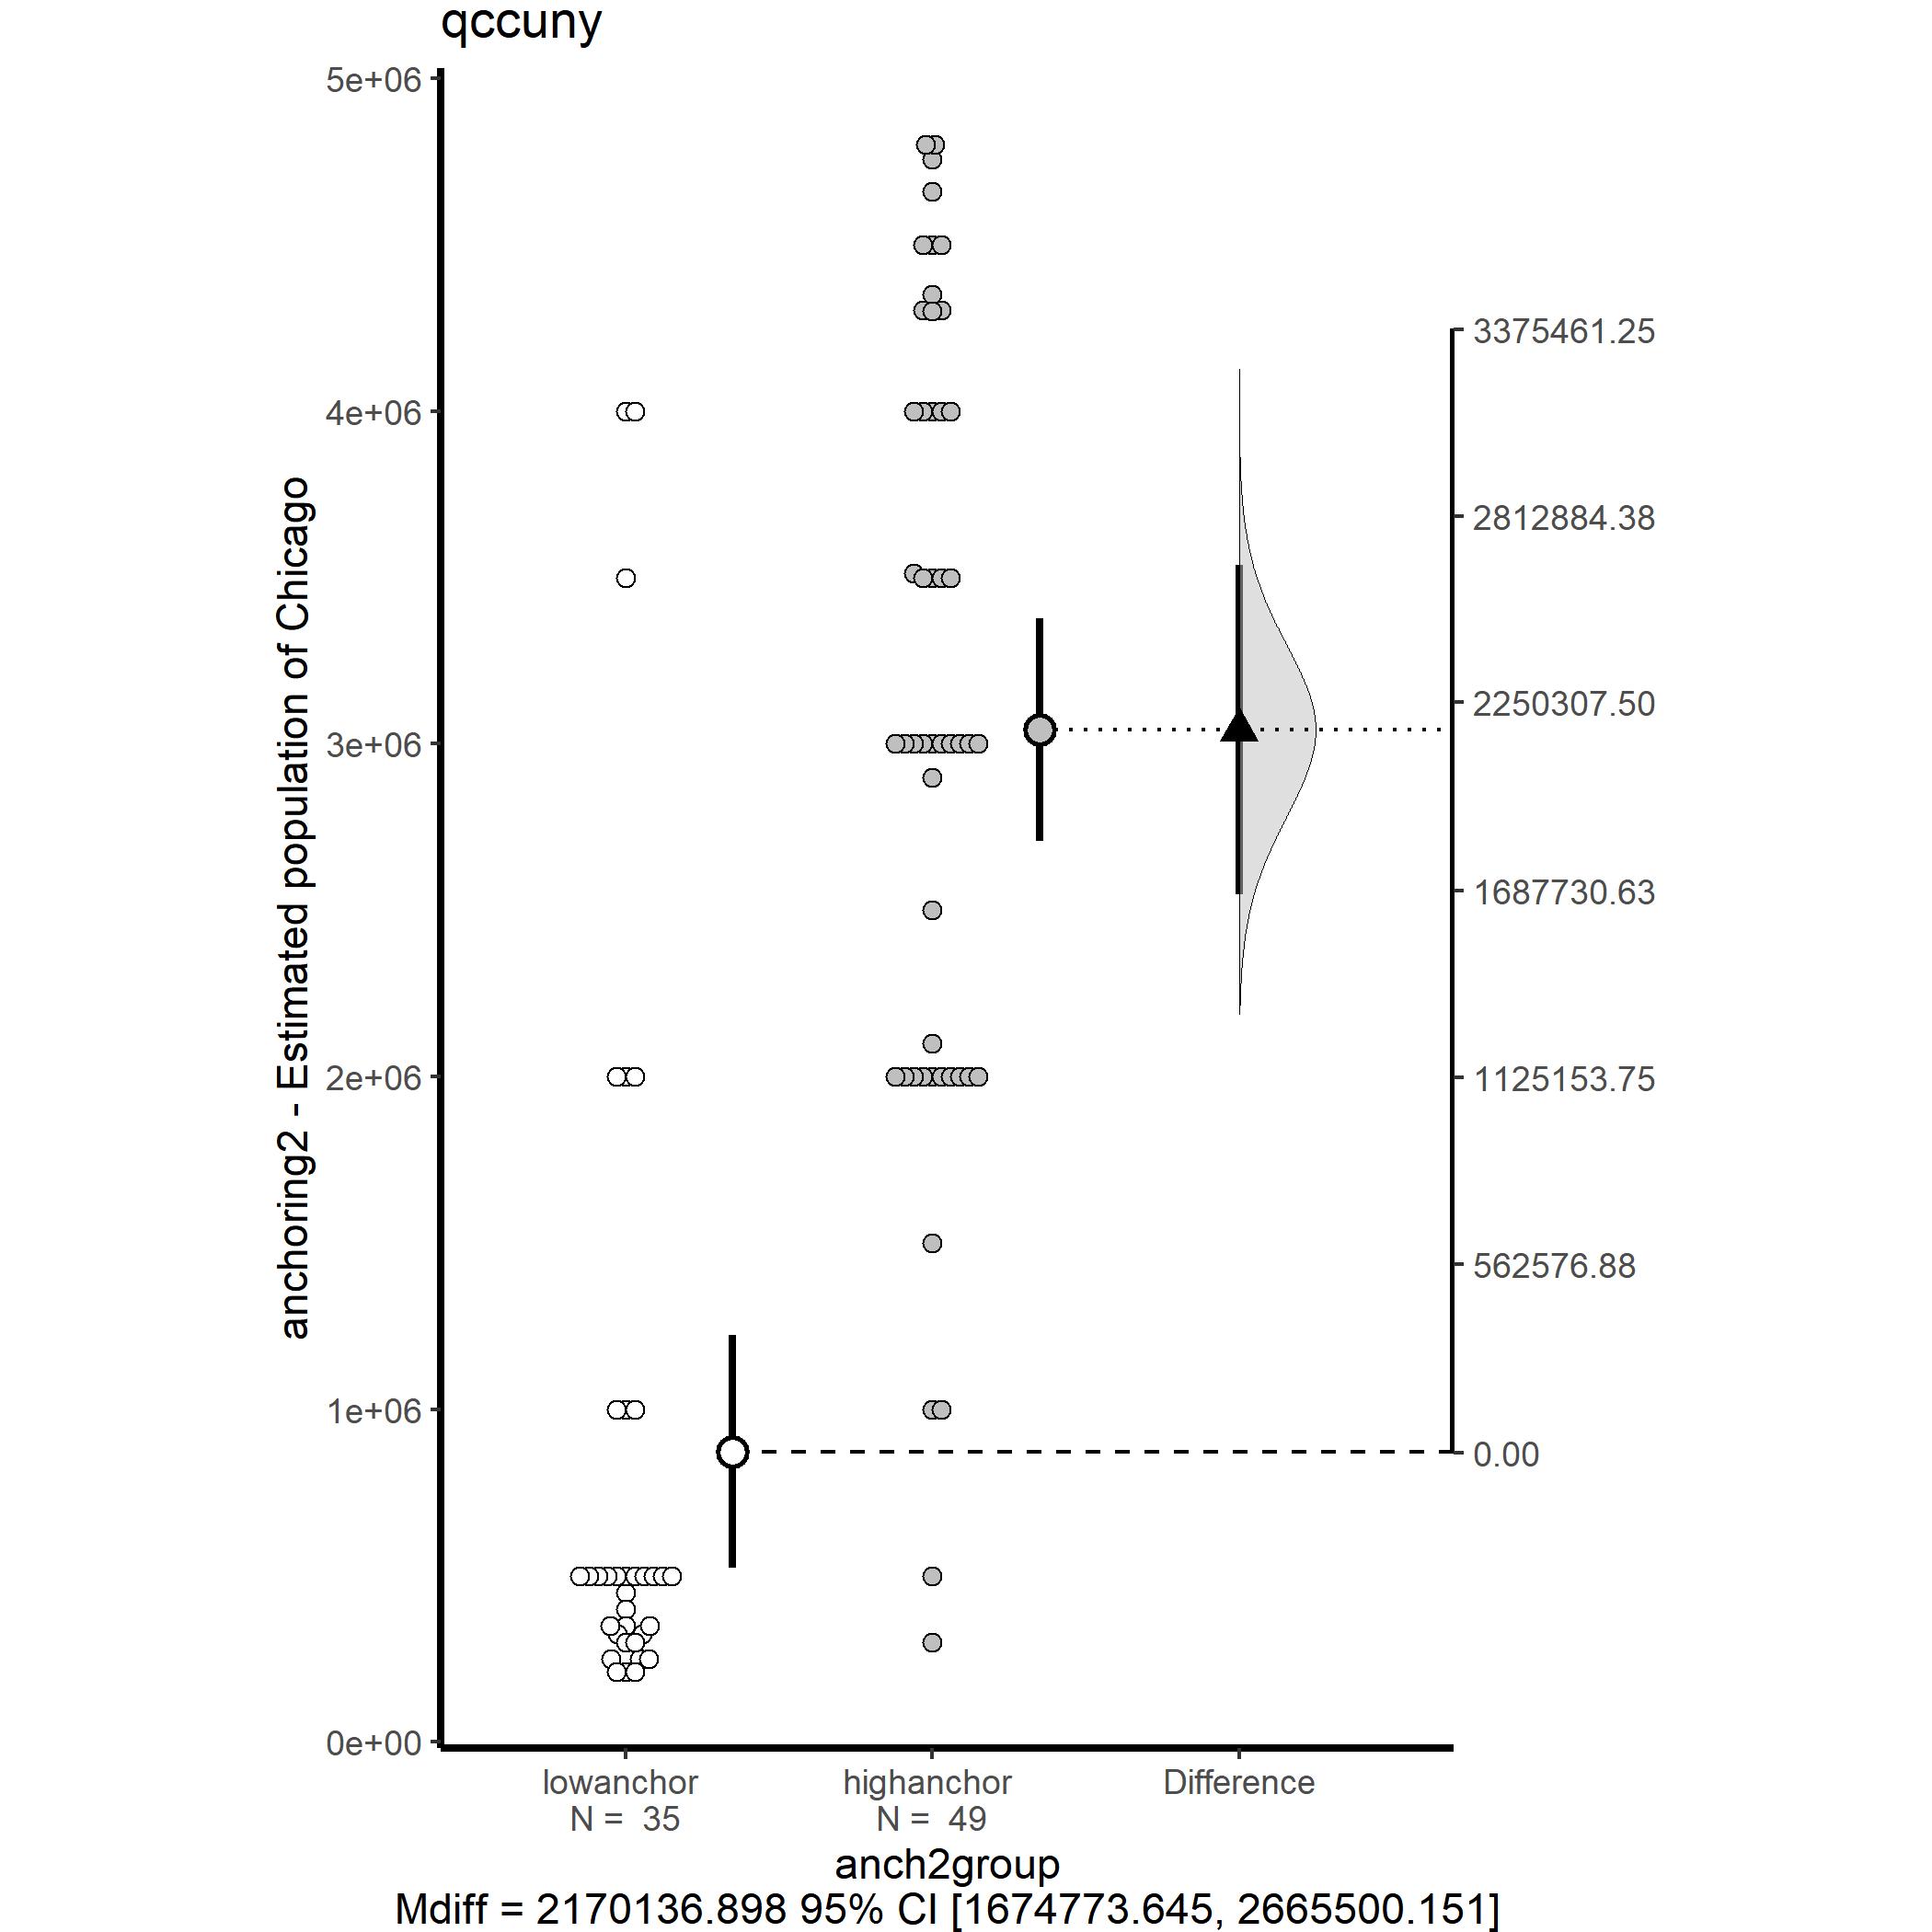 qccuny
5e+06
4e+06
3e+06
2e+06
1e+06
0e+00
anchoring2 - Estimated population of Chicago
3375461.25
2812884.38
2250307.50
1687730.63
1125153.75
562576.88
0.00
lowanchor
N =  35
highanchor
N =  49
Difference
anch2group
Mdiff = 2170136.898 95% CI [1674773.645, 2665500.151]